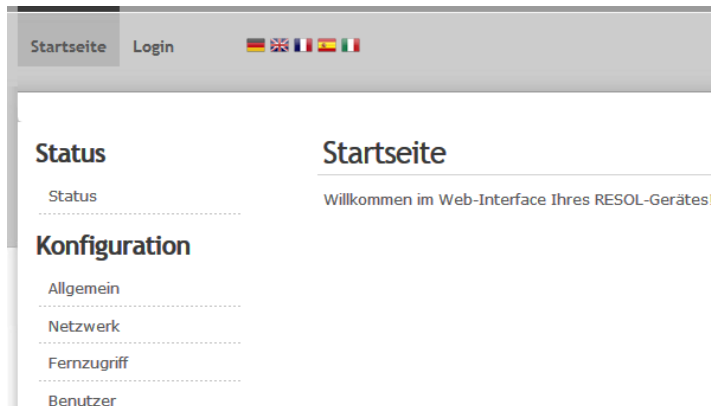 Startseite Login
Status
Status
Konfiguration
Allgemein
Netzwerk
Fernzugriff
Benutzer
Startseite
Willkommen im Web-Interface Ihres RESOL-Gerätes!